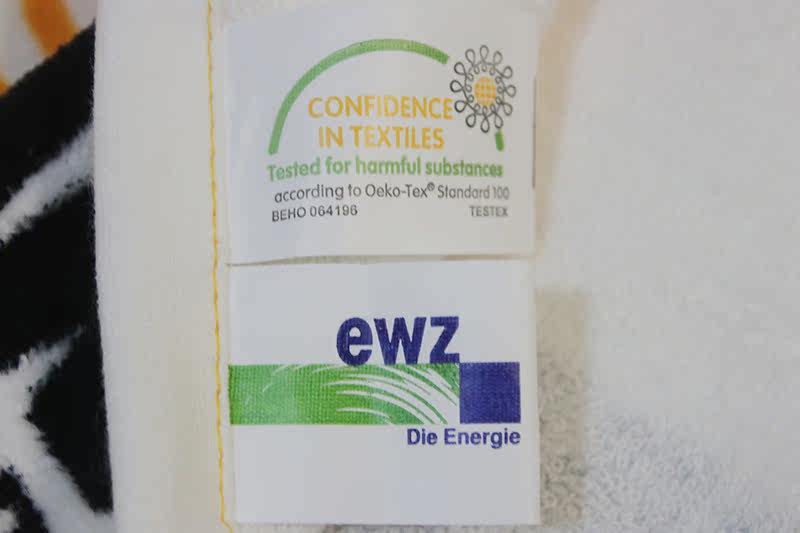 CONFIDENCE
IN TEXTILES
Tested for harmful substances
according to Oeko-Tex® Standard 100
BEHO 064196 TESTEX
ewz
Die Energie